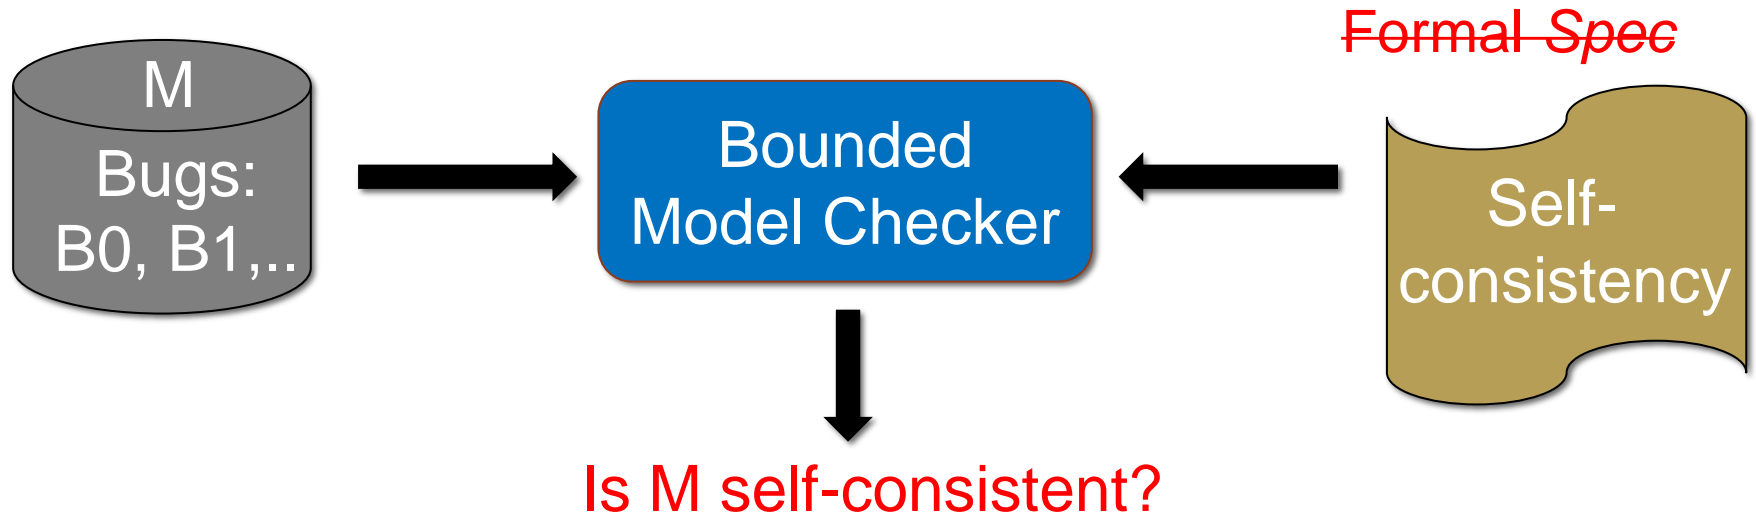 M
Bugs:
B0, B1,..
Bounded
Model Checker
Formal Spec
Self-
consistency
Is M self-consistent?